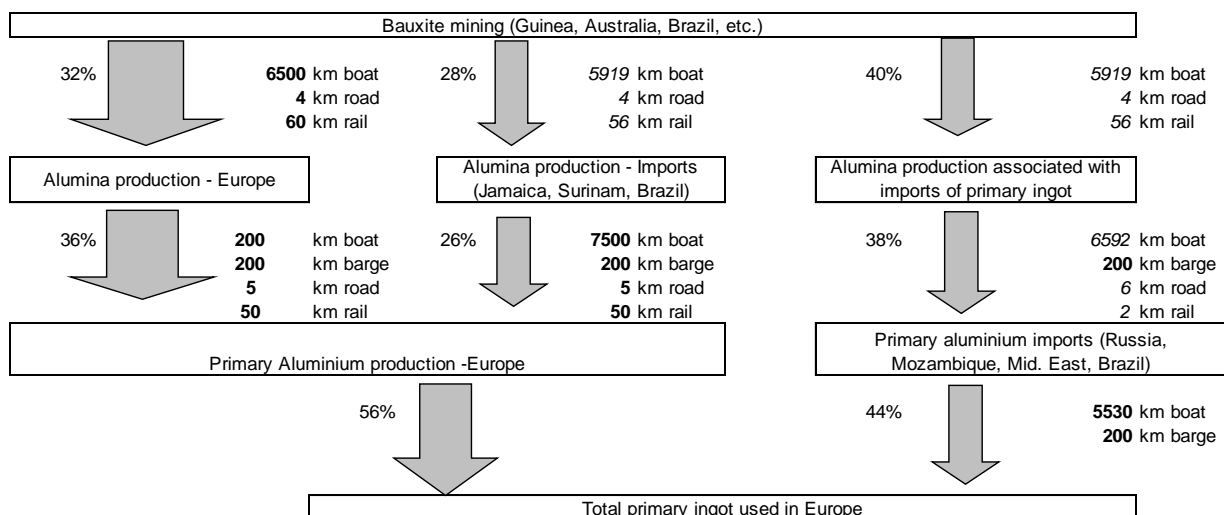 Bauxite mining (Guinea, Australia, Brazil, etc.)
32% 6500 km boat 28% 5919 km boat 40% 5919 km boat
4 km road 4 km road 4 km road
60 km rail 56 km rail 56 km rail
Alumina production - Europe
Alumina production - Imports
(Jamaica, Surinam, Brazil)
Alumina production associated with
imports of primary ingot
36% 200 km boat 26% 7500 km boat 38% 6592 km boat
200 km barge 200 km barge 200 km barge
5 km road 5 km road 6 km road
50 km rail 50 km rail 2 km rail
Primary Aluminium production -Europe
Primary aluminium imports (Russia,
Mozambique, Mid. East, Brazil)
56% 44% 5530 km boat
200 km barge
Total primary ingot used in Europe